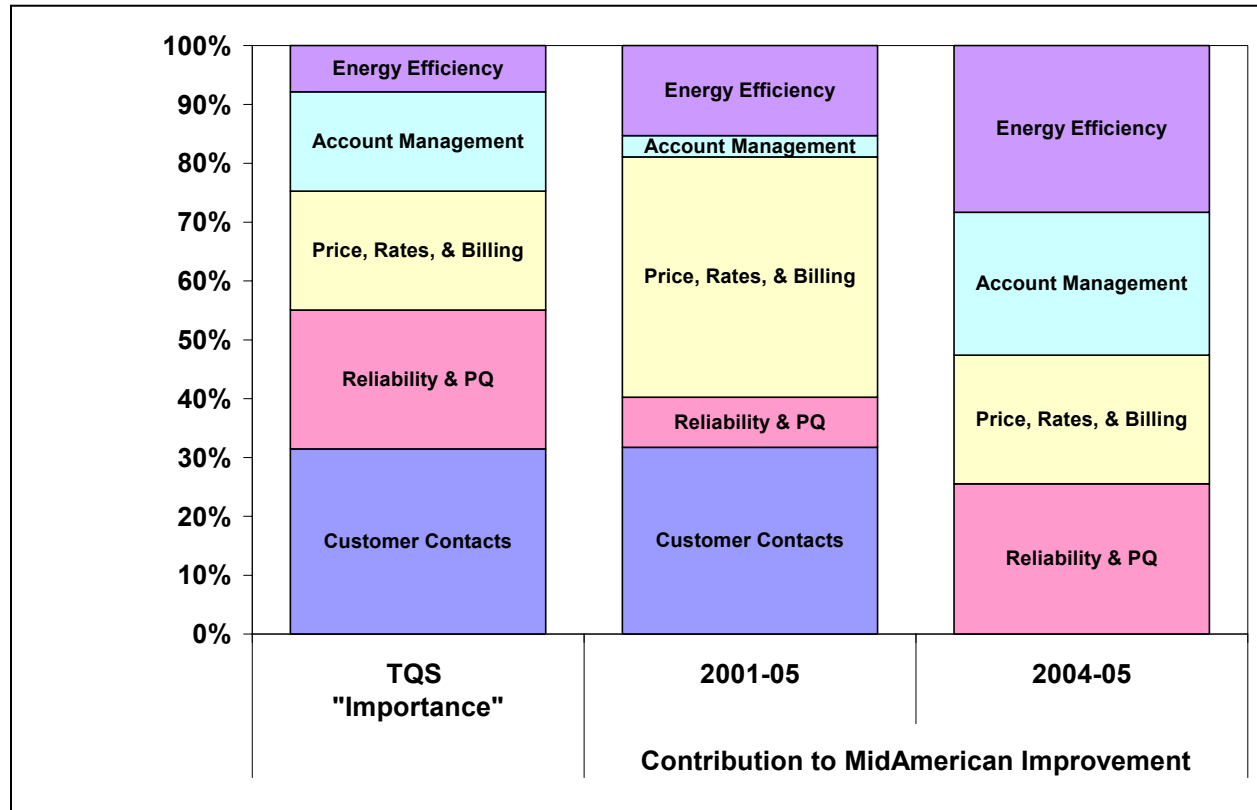 100%
90%
80%
70%
60%
50%
40%
30%
20%
10%
0%
Energy Efficiency
Account Management
Price, Rates, & Billing
Reliability & PQ
Customer Contacts
Energy Efficiency
Account Management
Price, Rates, & Billing
Reliability & PQ
Customer Contacts
Energy Efficiency
Account Management
Price, Rates, & Billing
Reliability & PQ
TQS
"Importance"
2001-05
2004-05
Contribution to MidAmerican Improvement